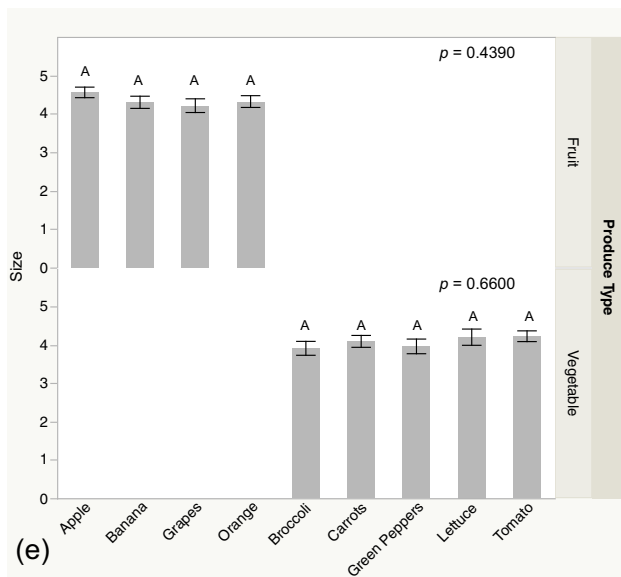 p = 0.4390
A A A A
5
4
3
2
1
0
Fruit
Size
Produce Type
p = 0.6600
A A A A A
5
4
3
2
1
0
Vegetable
Apple
Banana
Grapes
Orange
Broccoli
Carrots
Green Peppers
Lettuce
Tomato
(e)